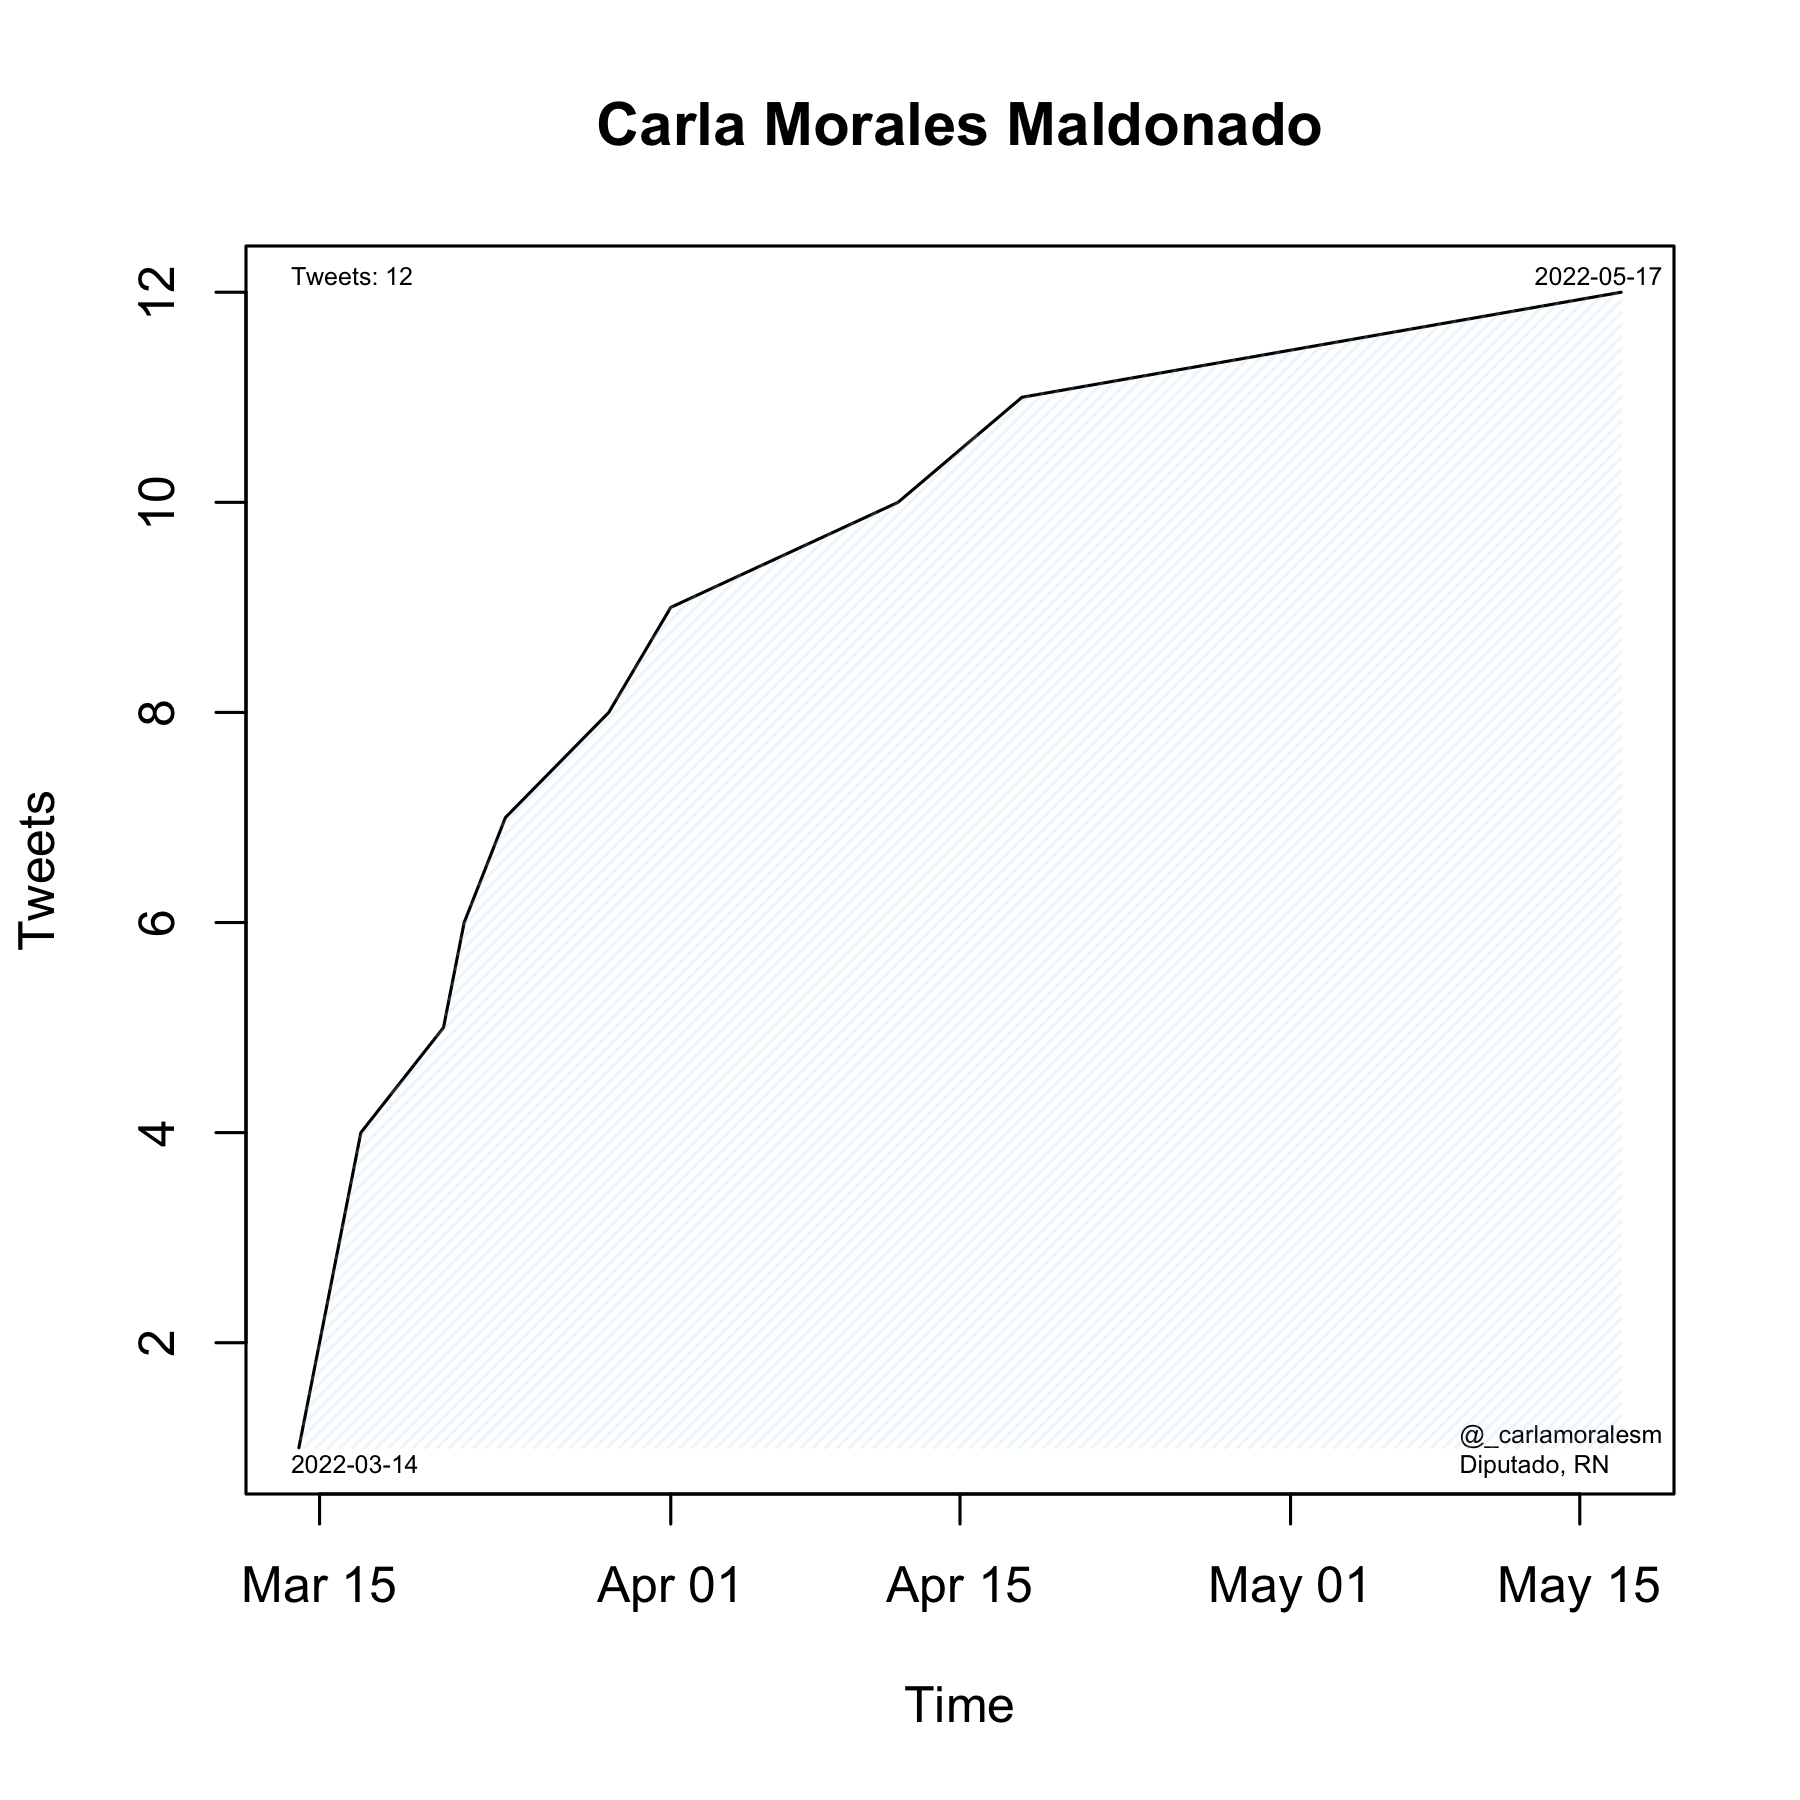 Carla Morales Maldonado
Tweets: 12
2022-05-17
12
10
8
6
4
2
Tweets
@_carlamoralesm
Diputado, RN
2022-03-14
Mar 15
Apr 01
Apr 15
May 01
May 15
Time